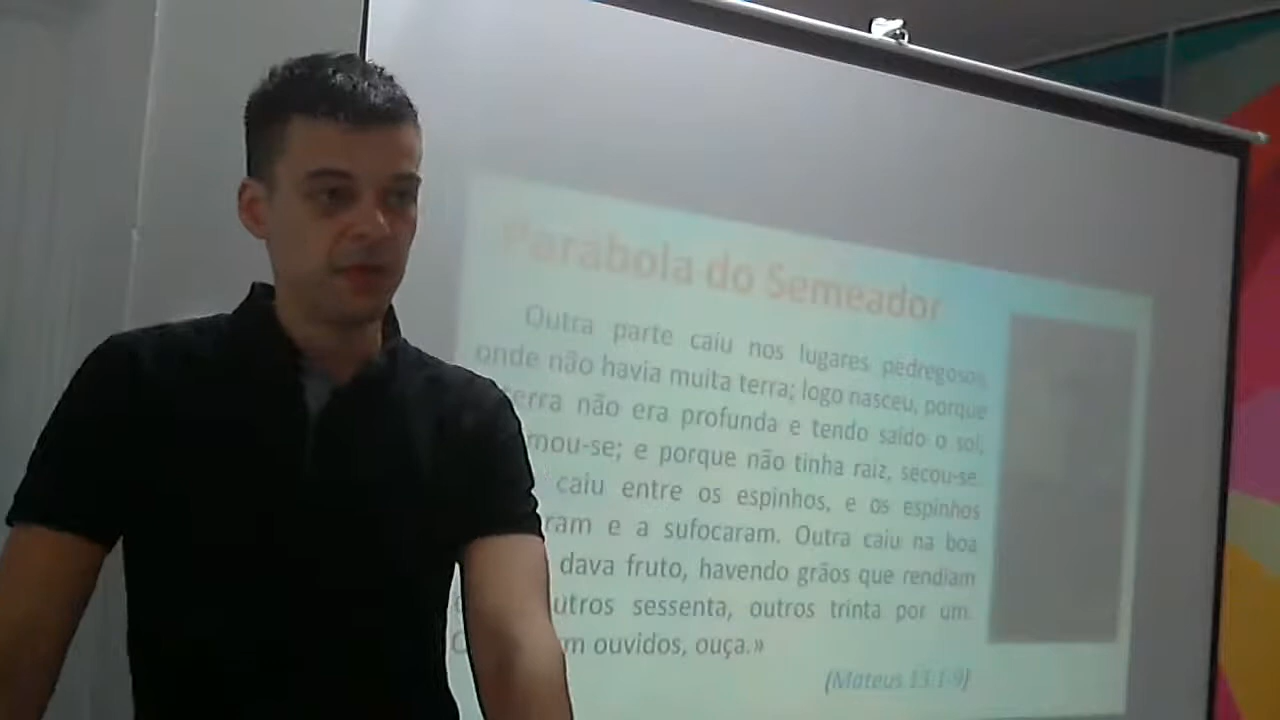 Parábola do Semeador
Outra parte caiu nos lugares pedregosos,
onde não havia muita terra; logo nasceu, porque
terra não era profunda e tendo saído o sol,
mou-se; e porque não tinha raiz, secou-se.
caiu entre os espinhos, e os espinhos
ram e a sufocaram. Outra caiu na boa
dava fruto, havendo grãos que rendiam
utros sessenta, outros trinta por um.
m ouvidos, ouça.»
(Mateus 13:1-9)